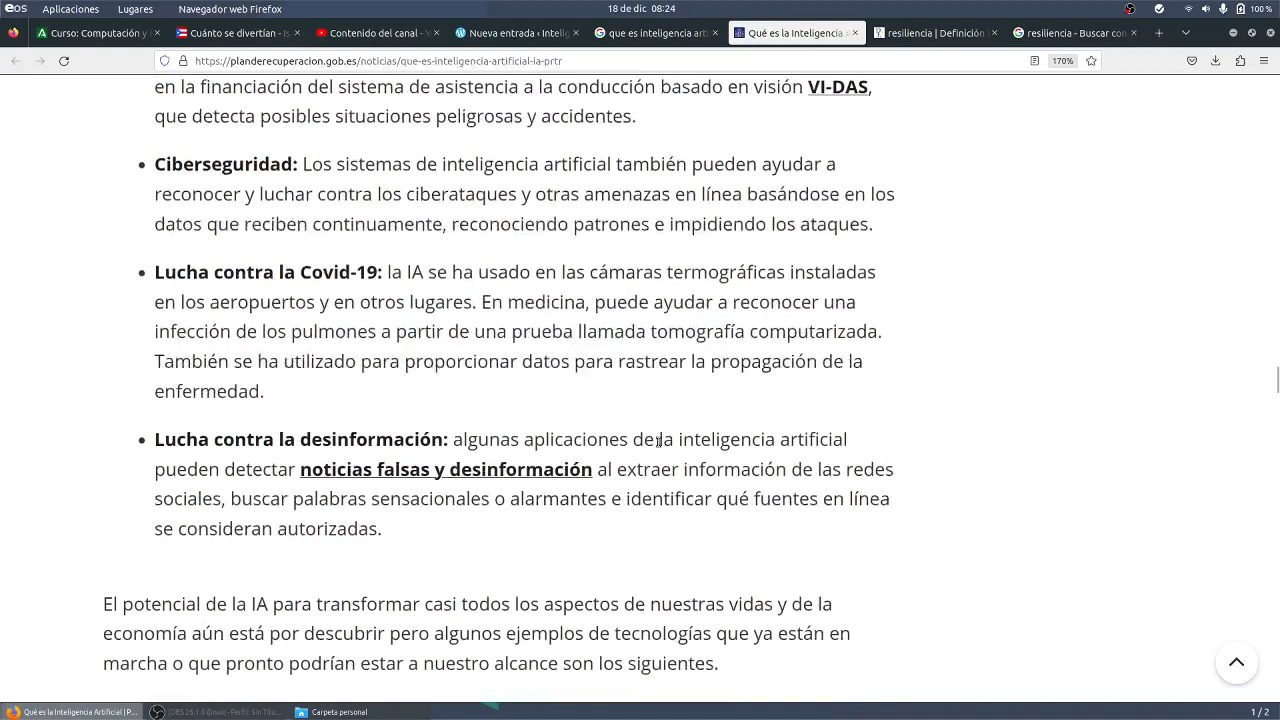 eos Aplicaciones Lugares Navegador web Firefox 18 de dic 08:24 100 %
Curso: Computación y Cuánto se divertían - Is Contenido del canal - Y Nueva entrada ‹ Intelig que es inteligencia arti Qué es la Inteligencia A resiliencia | Definición resiliencia - Buscar con
https://planderecuperacion.gob.es/noticias/que-es-inteligencia-artificial-ia-prtr 170%
en la financiación del sistema de asistencia a la conducción basado en visión VI-DAS,
que detecta posibles situaciones peligrosas y accidentes.
• Ciberseguridad: Los sistemas de inteligencia artificial también pueden ayudar a
reconocer y luchar contra los ciberataques y otras amenazas en línea basándose en los
datos que reciben continuamente, reconociendo patrones e impidiendo los ataques.
• Lucha contra la Covid-19: la IA se ha usado en las cámaras termográficas instaladas
en los aeropuertos y en otros lugares. En medicina, puede ayudar a reconocer una
infección de los pulmones a partir de una prueba llamada tomografía computarizada.
También se ha utilizado para proporcionar datos para rastrear la propagación de la
enfermedad.
• Lucha contra la desinformación: algunas aplicaciones de la inteligencia artificial
pueden detectar noticias falsas y desinformación al extraer información de las redes
sociales, buscar palabras sensacionales o alarmantes e identificar qué fuentes en línea
se consideran autorizadas.
El potencial de la IA para transformar casi todos los aspectos de nuestras vidas y de la
economía aún está por descubrir pero algunos ejemplos de tecnologías que ya están en
marcha o que pronto podrían estar a nuestro alcance son los siguientes.
Qué es la Inteligencia Artificial | P... [OBS 26.1.0 (linux) - Perfil: Sin Títu... Carpeta personal 1 / 2